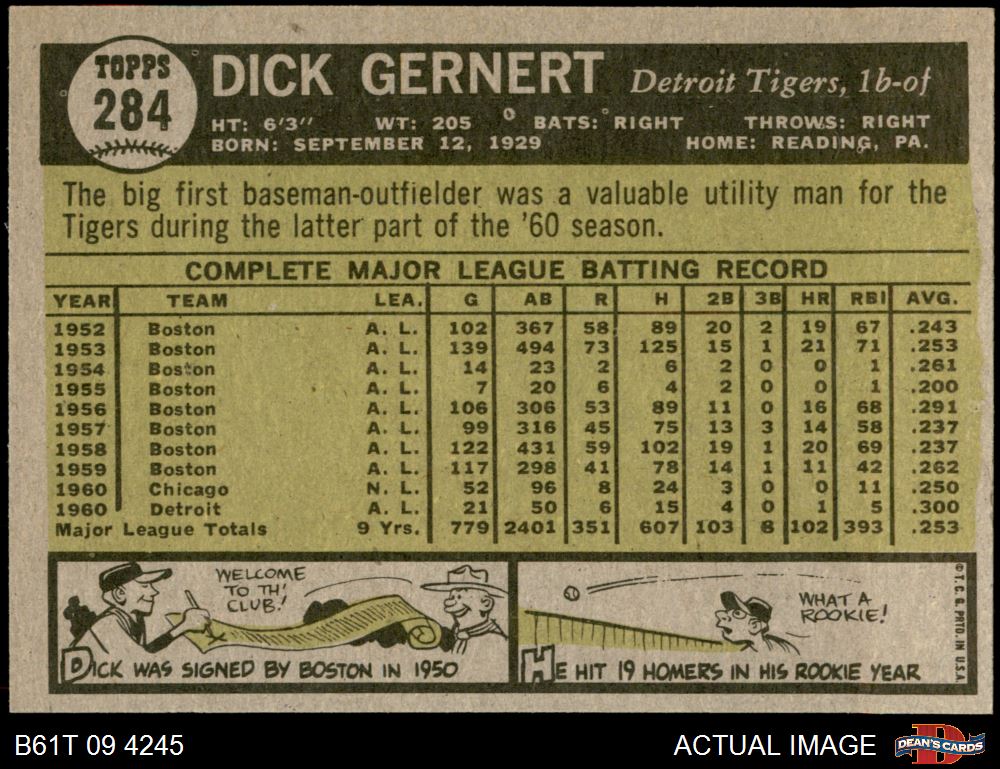 TOPPS
284
DICK GERNERT Detroit Tigers, 1b-of
HT: 6'3" WT: 205 BATS: RIGHT THROWS: RIGHT
BORN: SEPTEMBER 12, 1929 HOME: READING, PA.
The big first baseman-outfielder was a valuable utility man for the
Tigers during the latter part of the '60 season.
COMPLETE MAJOR LEAGUE BATTING RECORD
YEAR TEAM LEA. G AB R H 2B 3B HR RBI AVG.
1952 Boston A. L. 102 367 58 89 20 2 19 67 .243
1953 Boston A. L. 139 494 73 125 15 1 21 71 .253
1954 Boston A. L. 14 23 2 6 2 0 0 1 .261
1955 Boston A. L. 7 20 6 4 2 0 0 1 .200
1956 Boston A. L. 106 306 53 89 11 0 16 68 .291
1957 Boston A. L. 99 316 45 75 13 3 14 58 .237
1958 Boston A. L. 122 431 59 102 19 1 20 69 .237
1959 Boston A. L. 117 298 41 78 14 1 11 42 .262
1960 Chicago N. L. 52 96 8 24 3 0 0 11 .250
1960 Detroit A. L. 21 50 6 15 4 0 1 5 .300
Major League Totals 9 Yrs. 779 2401 351 607 103 8 102 393 .253
WELCOME
TO TH'
CLUB!
DICK WAS SIGNED BY BOSTON IN 1950
WHAT A
ROOKIE!
HE HIT 19 HOMERS IN HIS ROOKIE YEAR
© T. C. G. PRTD. IN U.S.A.
B61T 09 4245
ACTUAL IMAGE
D
DEAN'S CARDS